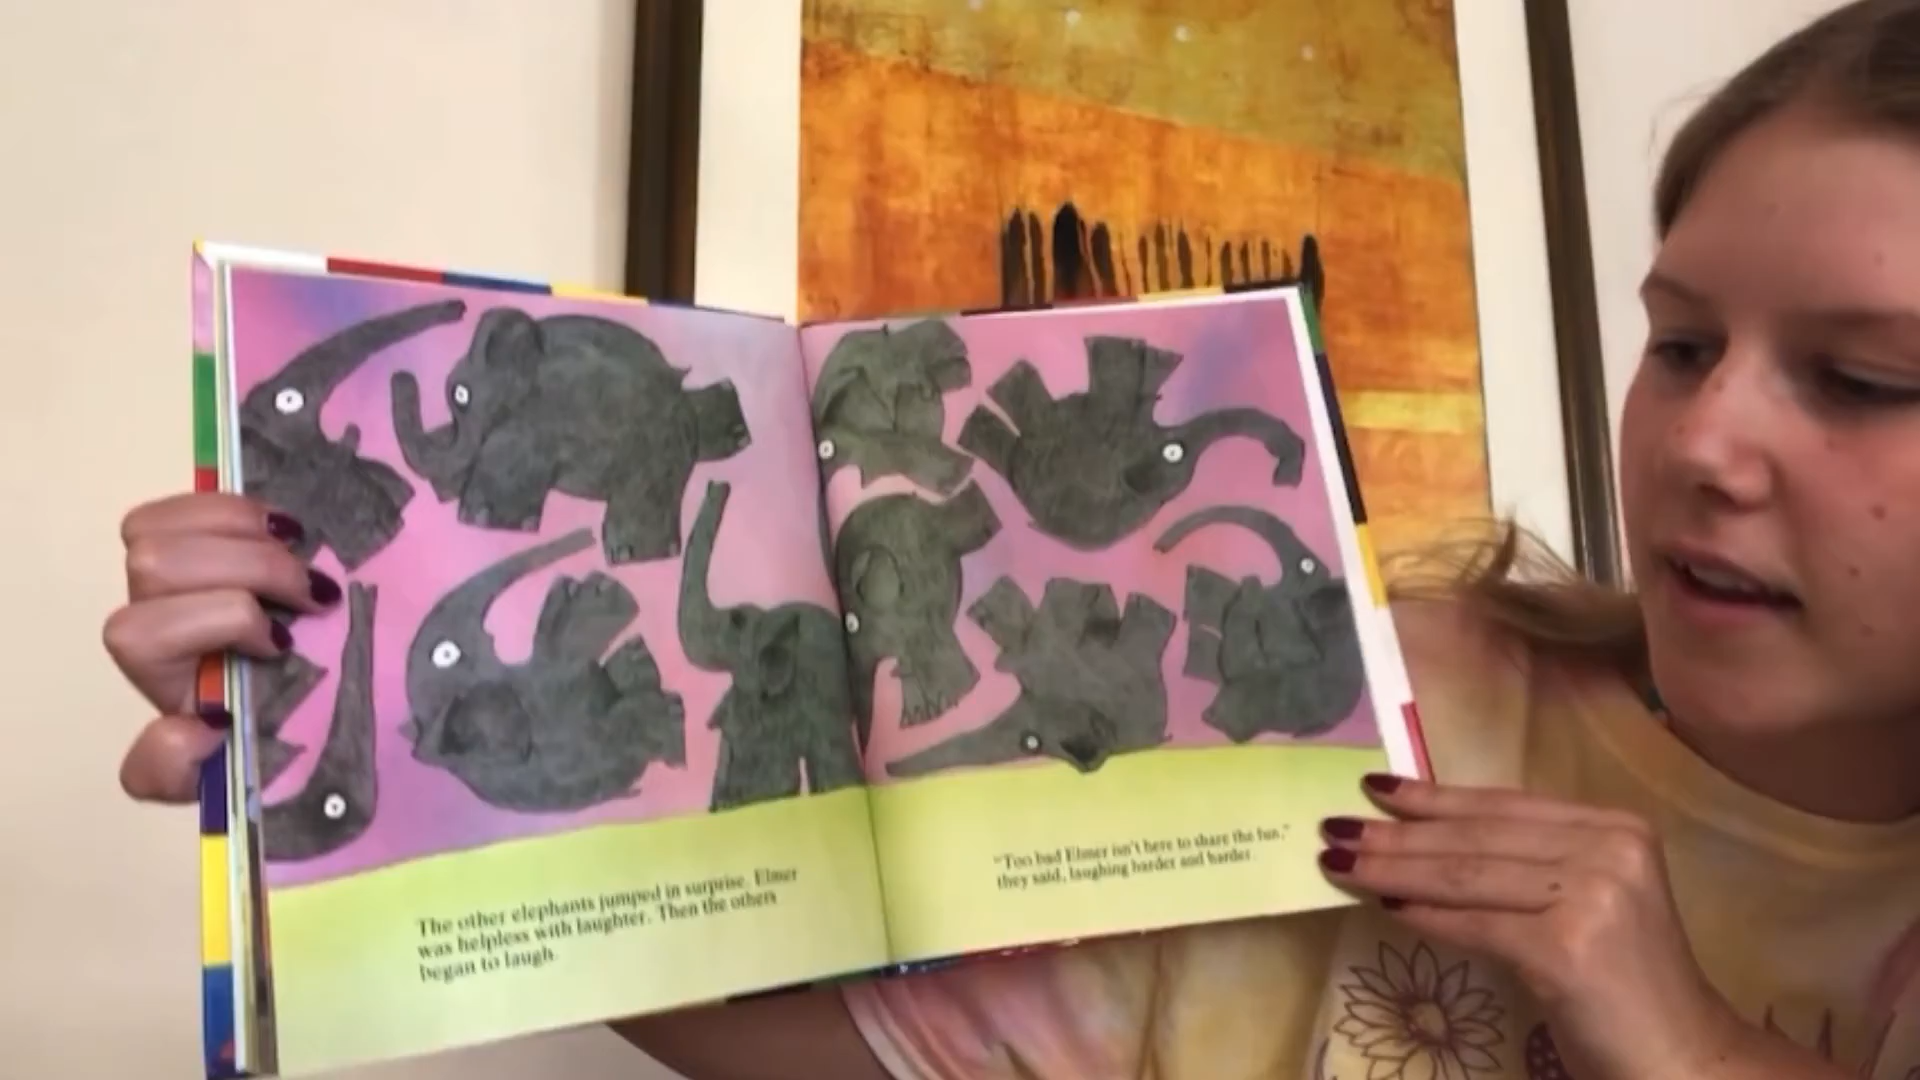 The other elephants jumped in surprise. Elmer
was helpless with laughter. Then the others
began to laugh.
"Too bad Elmer isn't here to share the fun,"
they said, laughing harder and harder.